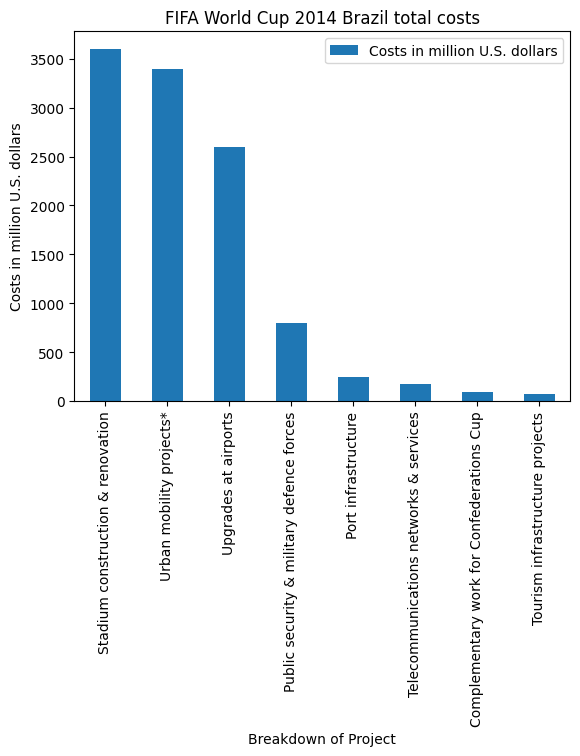 FIFA World Cup 2014 Brazil total costs
Costs in million U.S. dollars
Costs in million U.S. dollars
3500
3000
2500
2000
1500
1000
500
0
Stadium construction & renovation
Urban mobility projects*
Upgrades at airports
Public security & military defence forces
Port infrastructure
Telecommunications networks & services
Complementary work for Confederations Cup
Tourism infrastructure projects
Breakdown of Project